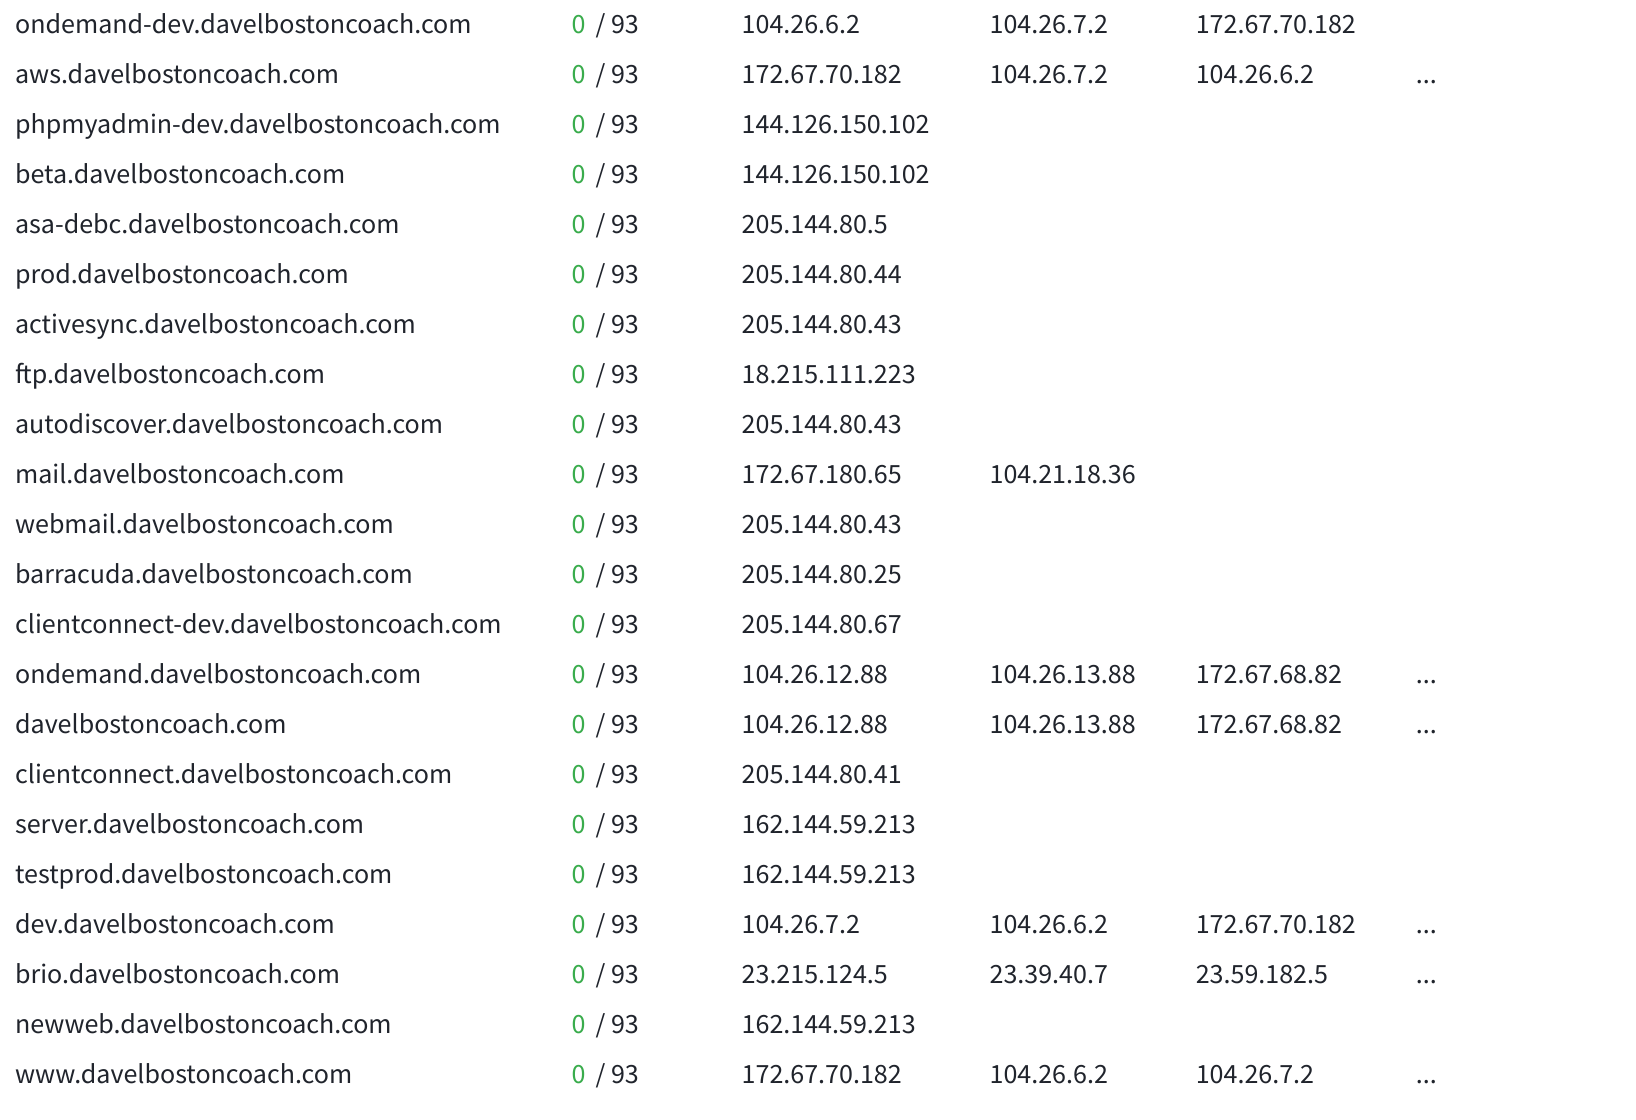 ondemand-dev.davelbostoncoach.com 0 / 93 104.26.6.2 104.26.7.2 172.67.70.182
aws.davelbostoncoach.com 0 / 93 172.67.70.182 104.26.7.2 104.26.6.2 ...
phpmyadmin-dev.davelbostoncoach.com 0 / 93 144.126.150.102
beta.davelbostoncoach.com 0 / 93 144.126.150.102
asa-debc.davelbostoncoach.com 0 / 93 205.144.80.5
prod.davelbostoncoach.com 0 / 93 205.144.80.44
activesync.davelbostoncoach.com 0 / 93 205.144.80.43
ftp.davelbostoncoach.com 0 / 93 18.215.111.223
autodiscover.davelbostoncoach.com 0 / 93 205.144.80.43
mail.davelbostoncoach.com 0 / 93 172.67.180.65 104.21.18.36
webmail.davelbostoncoach.com 0 / 93 205.144.80.43
barracuda.davelbostoncoach.com 0 / 93 205.144.80.25
clientconnect-dev.davelbostoncoach.com 0 / 93 205.144.80.67
ondemand.davelbostoncoach.com 0 / 93 104.26.12.88 104.26.13.88 172.67.68.82 ...
davelbostoncoach.com 0 / 93 104.26.12.88 104.26.13.88 172.67.68.82 ...
clientconnect.davelbostoncoach.com 0 / 93 205.144.80.41
server.davelbostoncoach.com 0 / 93 162.144.59.213
testprod.davelbostoncoach.com 0 / 93 162.144.59.213
dev.davelbostoncoach.com 0 / 93 104.26.7.2 104.26.6.2 172.67.70.182 ...
brio.davelbostoncoach.com 0 / 93 23.215.124.5 23.39.40.7 23.59.182.5 ...
newweb.davelbostoncoach.com 0 / 93 162.144.59.213
www.davelbostoncoach.com 0 / 93 172.67.70.182 104.26.6.2 104.26.7.2 ...